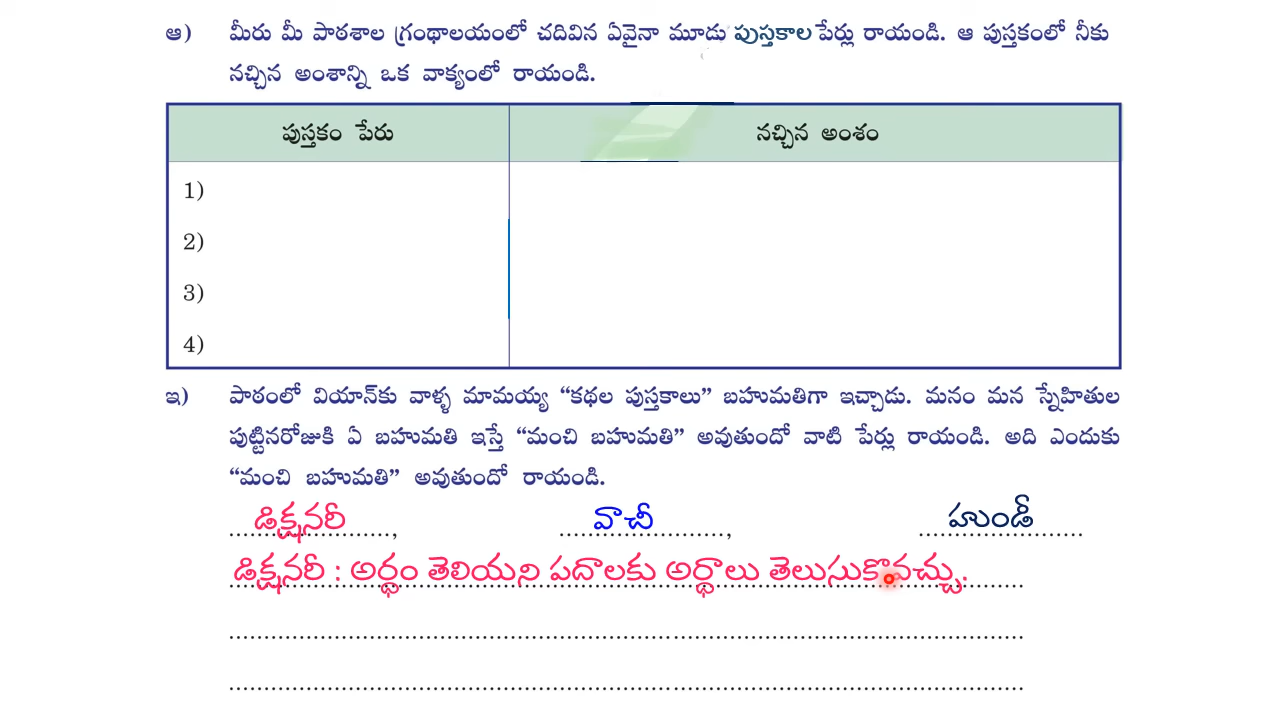 ఆ) మీరు మీ పాఠశాల గ్రంథాలయంలో చదివిన ఏవైనా మూడు పుస్తకాల పేర్లు రాయండి. ఆ పుస్తకంలో నీకు
నచ్చిన అంశాన్ని ఒక వాక్యంలో రాయండి.
పుస్తకం పేరు నచ్చిన అంశం
1)
2)
3)
4)
ఇ) పాఠంలో వియాన్‌కు వాళ్ళ మామయ్య “కథల పుస్తకాలు” బహుమతిగా ఇచ్చాడు. మనం మన స్నేహితుల
పుట్టినరోజుకి ఏ బహుమతి ఇస్తే “మంచి బహుమతి” అవుతుందో వాటి పేర్లు రాయండి. అది ఎందుకు
“మంచి బహుమతి” అవుతుందో రాయండి.
డిక్షనరీ, వాచీ, హుండీ
డిక్షనరీ : అర్థం తెలియని పదాలకు అర్థాలు తెలుసుకొనవచ్చు.